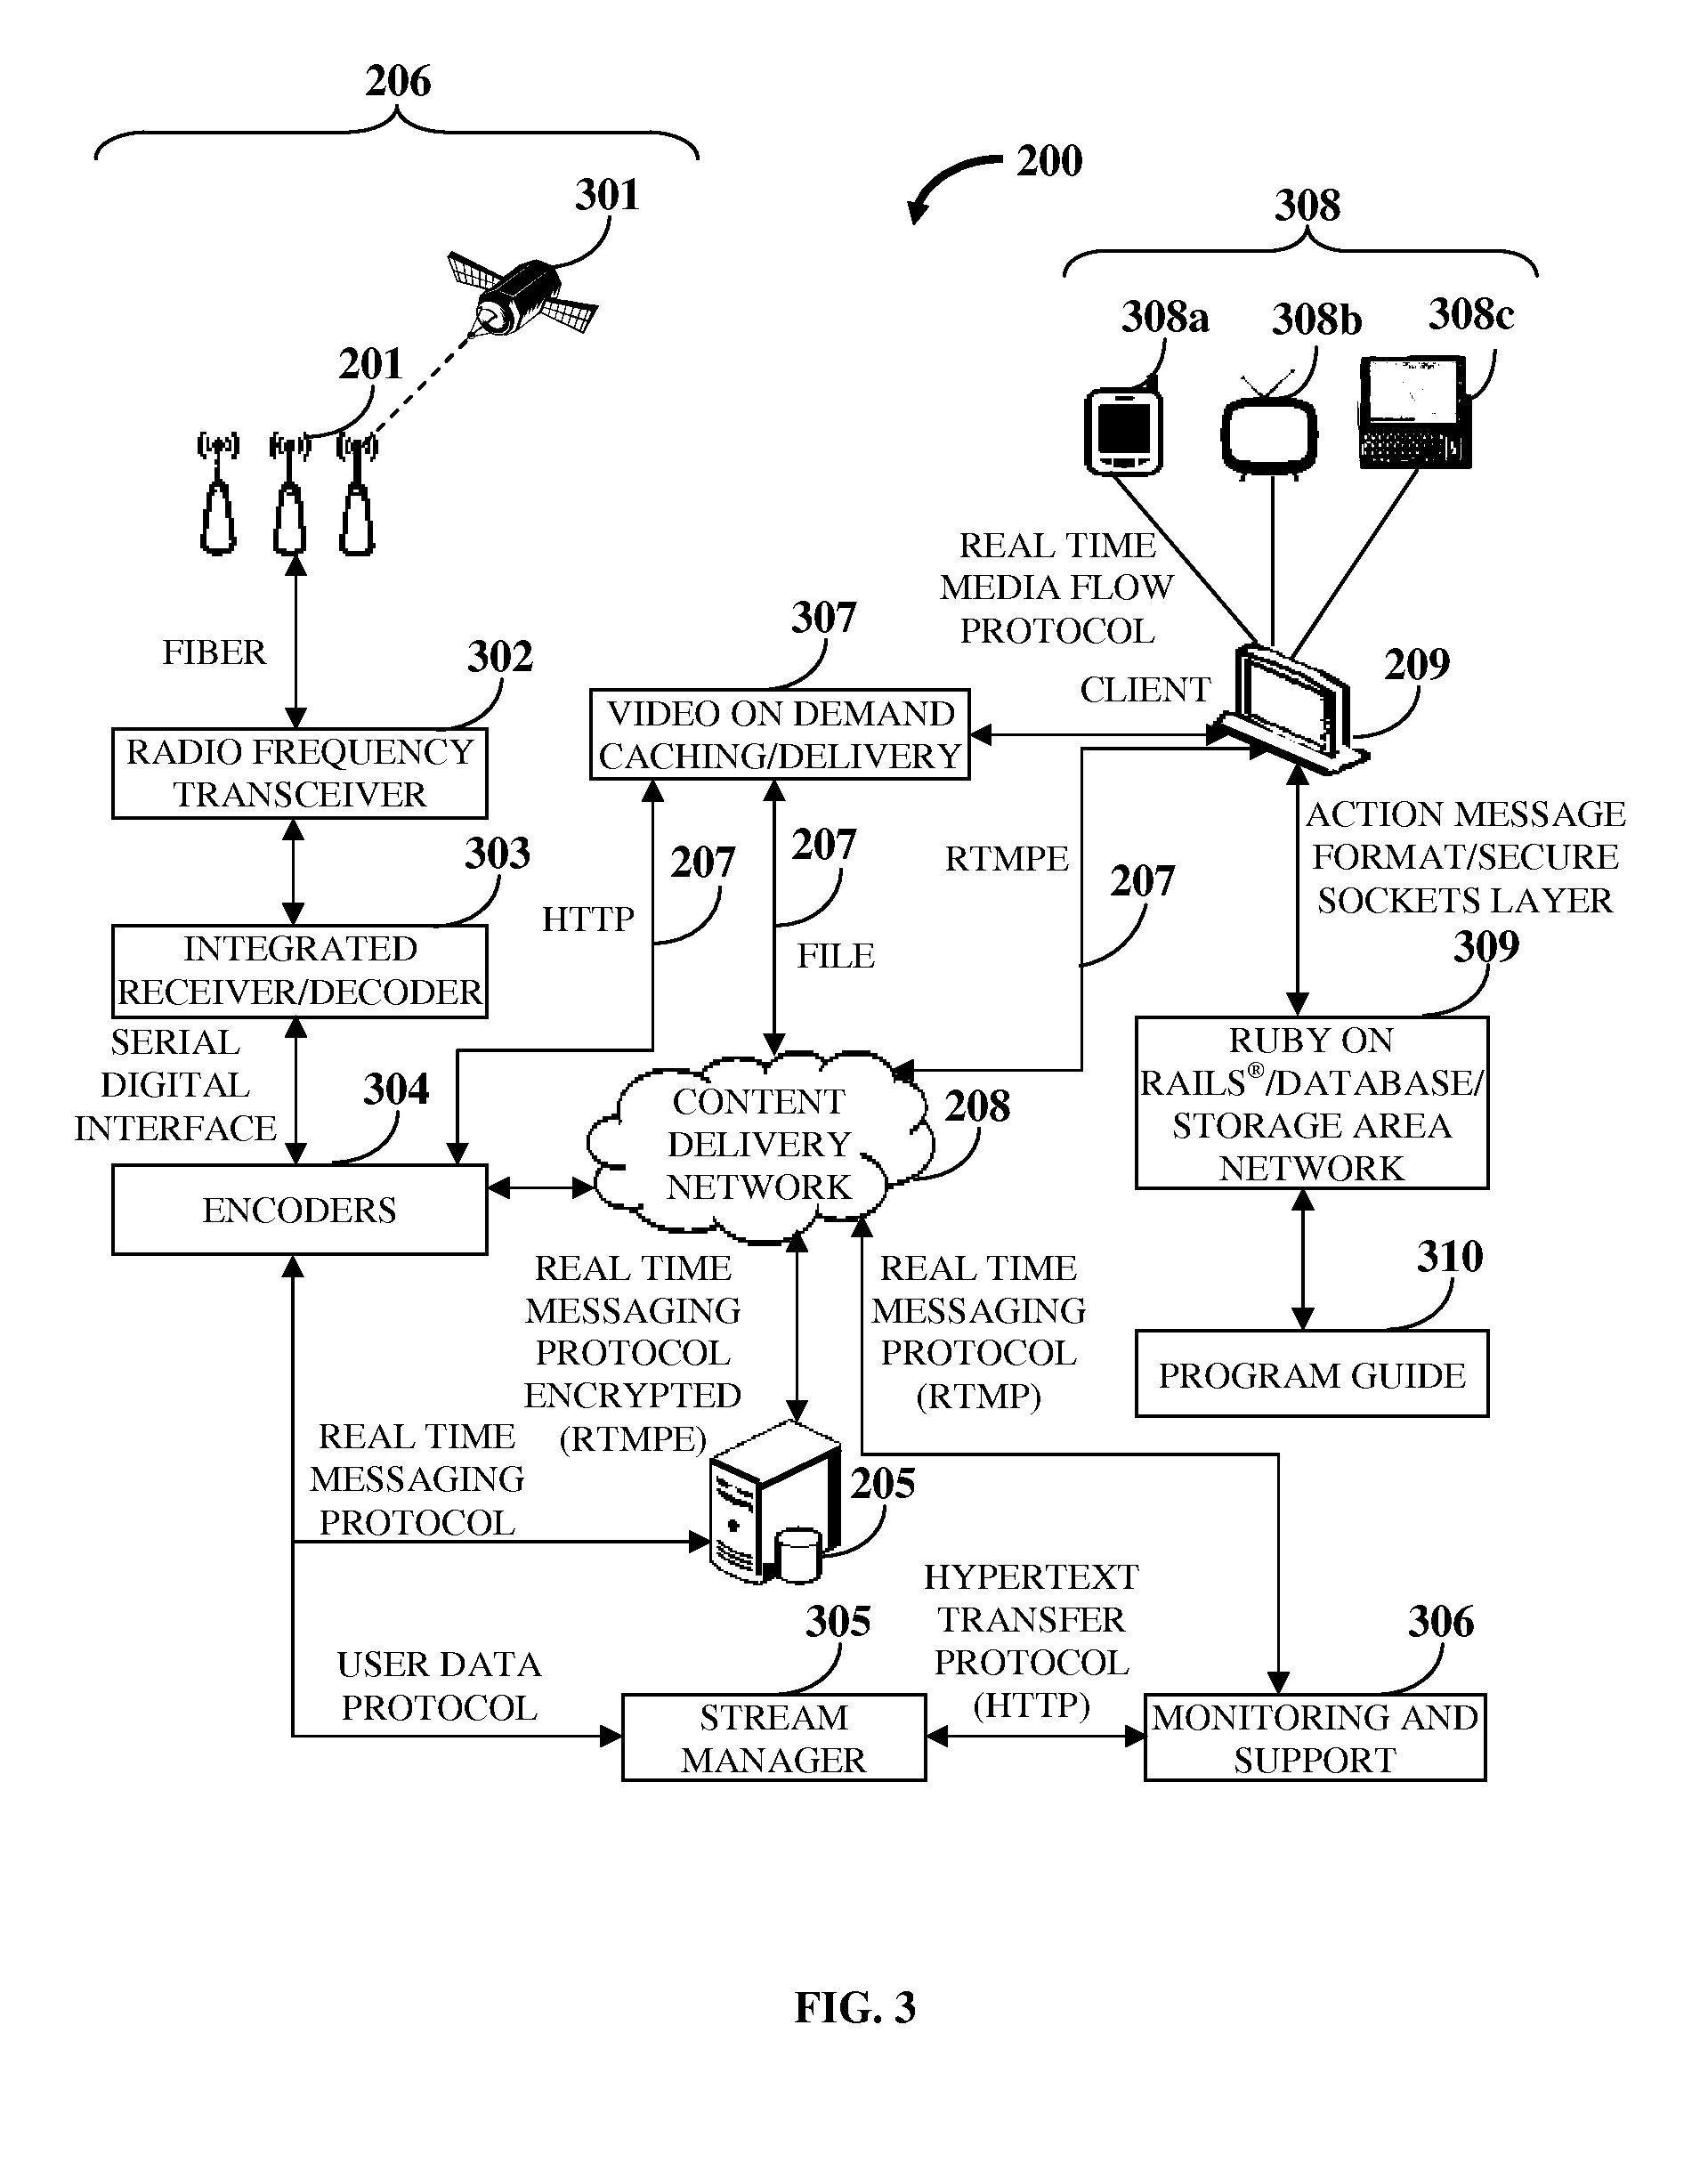 206
200
301
308
308a
308b
308c
201
REAL TIME
MEDIA FLOW
PROTOCOL
307
FIBER
302
209
CLIENT
RADIO FREQUENCY
TRANSCEIVER
VIDEO ON DEMAND
CACHING/DELIVERY
ACTION MESSAGE
FORMAT/SECURE
SOCKETS LAYER
303
207
207
RTMPE
207
HTTP
FILE
309
INTEGRATED
RECEIVER/DECODER
SERIAL
DIGITAL
INTERFACE
304
CONTENT
DELIVERY
NETWORK
208
RUBY ON
RAILS®/DATABASE/
STORAGE AREA
NETWORK
ENCODERS
REAL TIME
MESSAGING
PROTOCOL
ENCRYPTED
(RTMPE)
REAL TIME
MESSAGING
PROTOCOL
(RTMP)
310
PROGRAM GUIDE
REAL TIME
MESSAGING
PROTOCOL
205
HYPERTEXT
TRANSFER
PROTOCOL
(HTTP)
305
306
USER DATA
PROTOCOL
STREAM
MANAGER
MONITORING AND
SUPPORT
FIG. 3